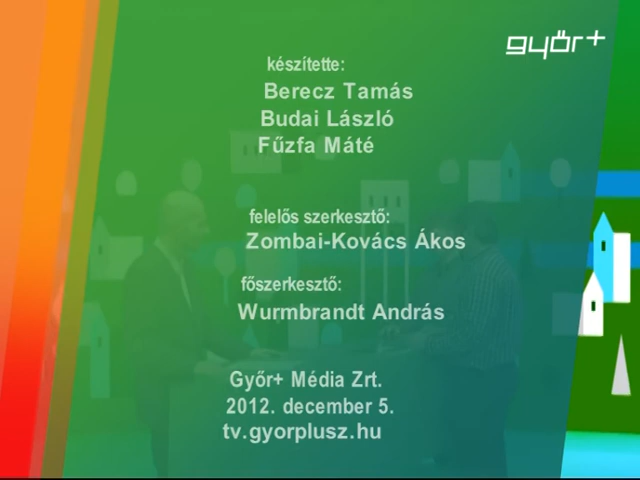 győr+
készítette:
Berecz Tamás
Budai László
Fűzfa Máté
felelős szerkesztő:
Zombai-Kovács Ákos
főszerkesztő:
Wurmbrandt András
Győr+ Média Zrt.
2012. december 5.
tv.gyorplusz.hu